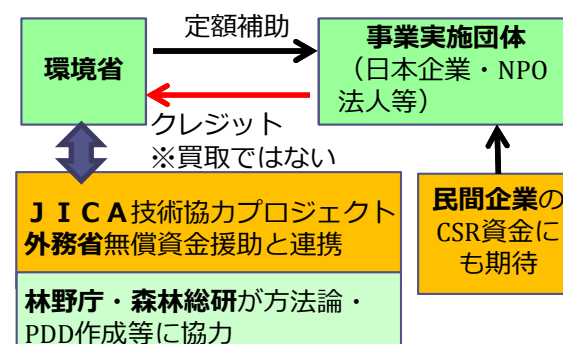 定額補助
環境省
事業実施団体
（日本企業・NPO
法人等）
クレジット
※買取ではない
ＪＩＣＡ技術協力プロジェクト
外務省無償資金援助と連携
民間企業の
CSR資金に
も期待
林野庁・森林総研が方法論・
PDD作成等に協力